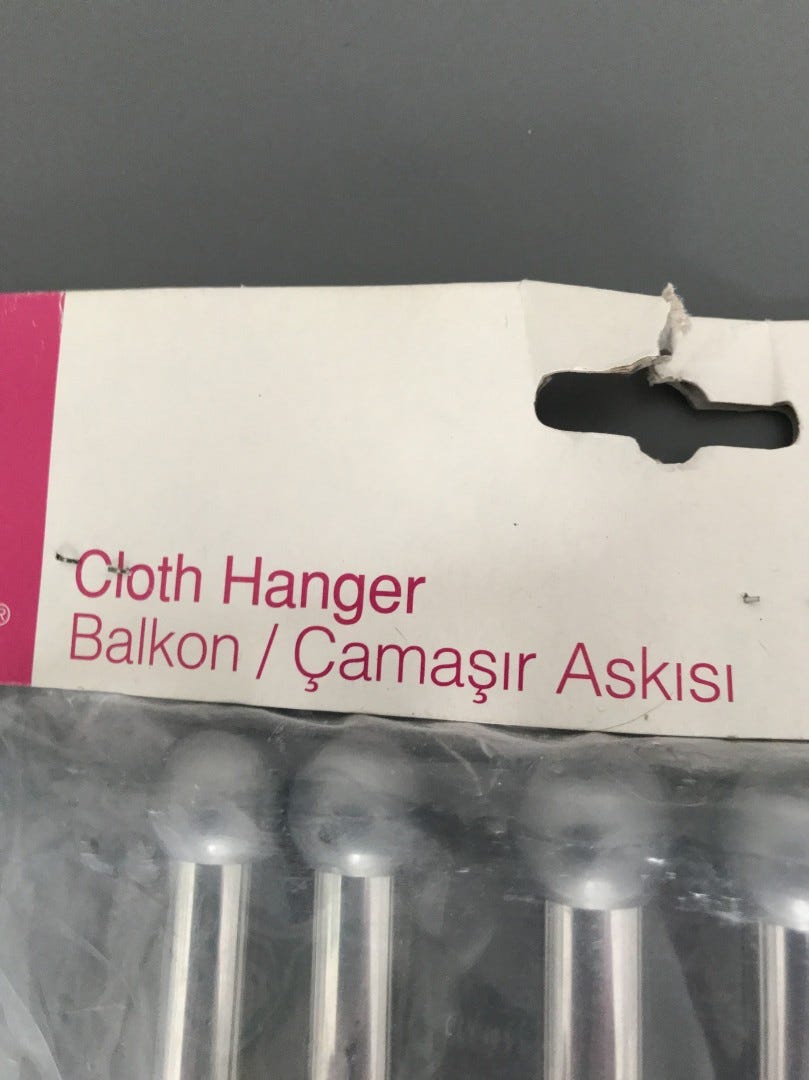 Cloth Hanger
Balkon / Çamaşır Askısı
®